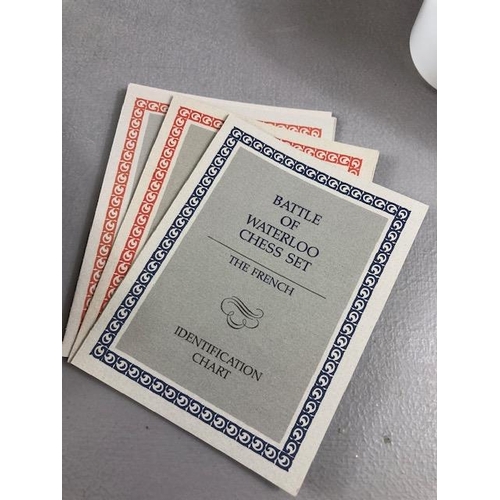 BATTLE
OF
WATERLOO
CHESS SET
THE FRENCH
IDENTIFICATION
CHART